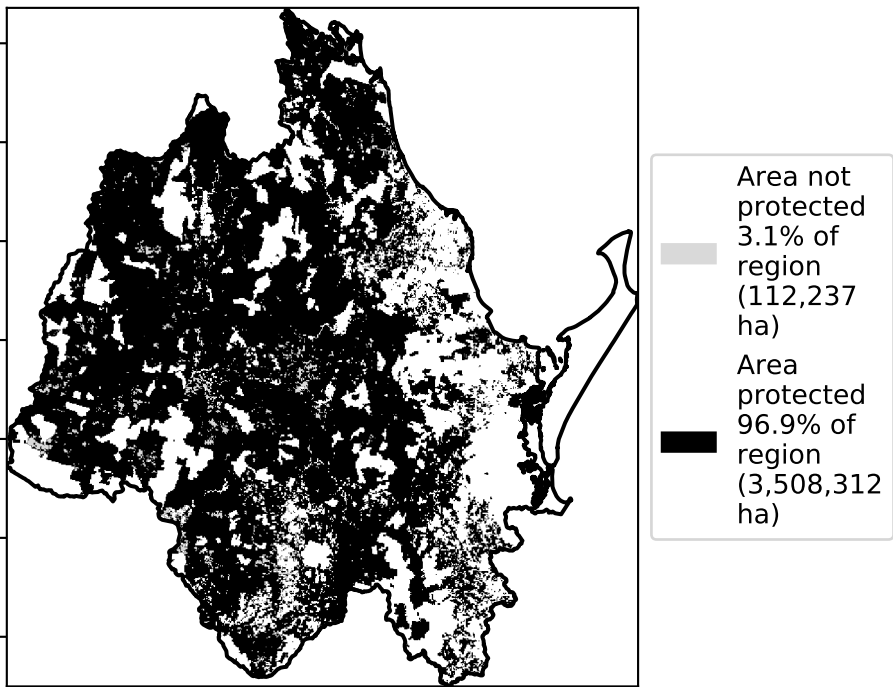 Area not
protected
3.1% of
region
(112,237
ha)
Area
protected
96.9% of
region
(3,508,312
ha)